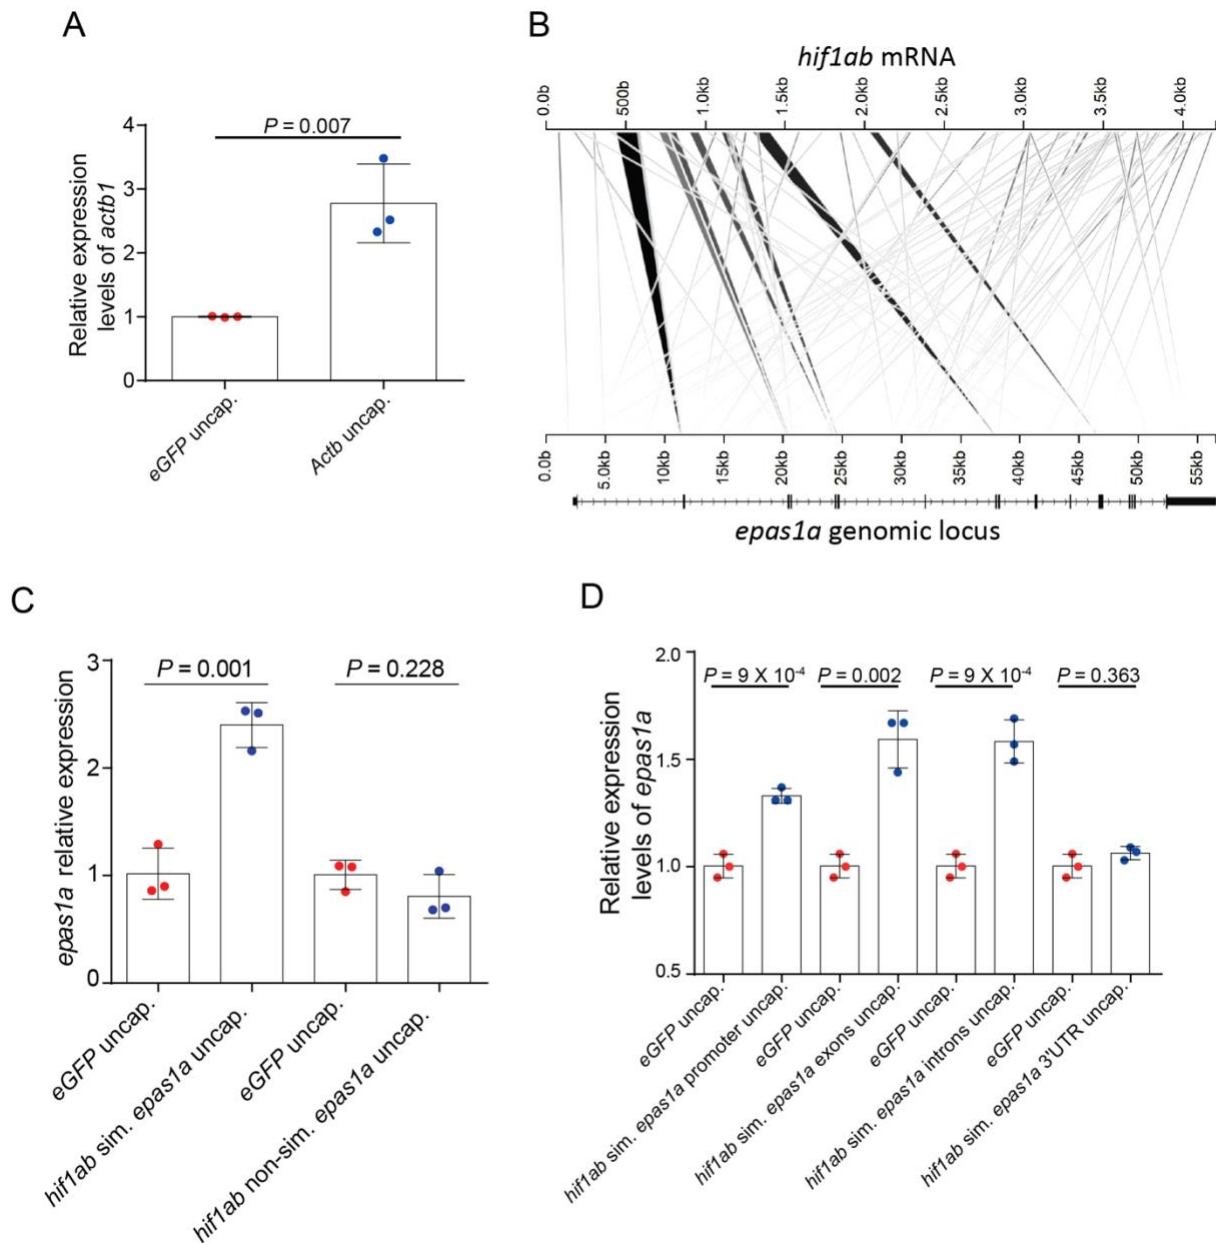 A
P = 0.007
Relative expression
levels of actb1
4
3
2
1
0
eGFP uncap.
Actb uncap.
B
hif1ab mRNA
0.0b
500b
1.0kb
1.5kb
2.0kb
2.5kb
3.0kb
3.5kb
4.0kb
0.0b
5.0kb
10kb
15kb
20kb
25kb
30kb
35kb
40kb
45kb
50kb
55kb
epas1a genomic locus
C
epas1a relative expression
3
2
1
0
P = 0.001
P = 0.228
eGFP uncap.
hif1ab sim. epas1a uncap.
eGFP uncap.
hif1ab non-sim. epas1a uncap.
D
Relative expression
levels of epas1a
2.0
1.5
1.0
0.5
P = 9 X 10-4
P = 0.002
P = 9 X 10-4
P = 0.363
eGFP uncap.
hif1ab sim. epas1a promoter uncap.
eGFP uncap.
hif1ab sim. epas1a exons uncap.
eGFP uncap.
hif1ab sim. epas1a introns uncap.
eGFP uncap.
hif1ab sim. epas1a 3'UTR uncap.